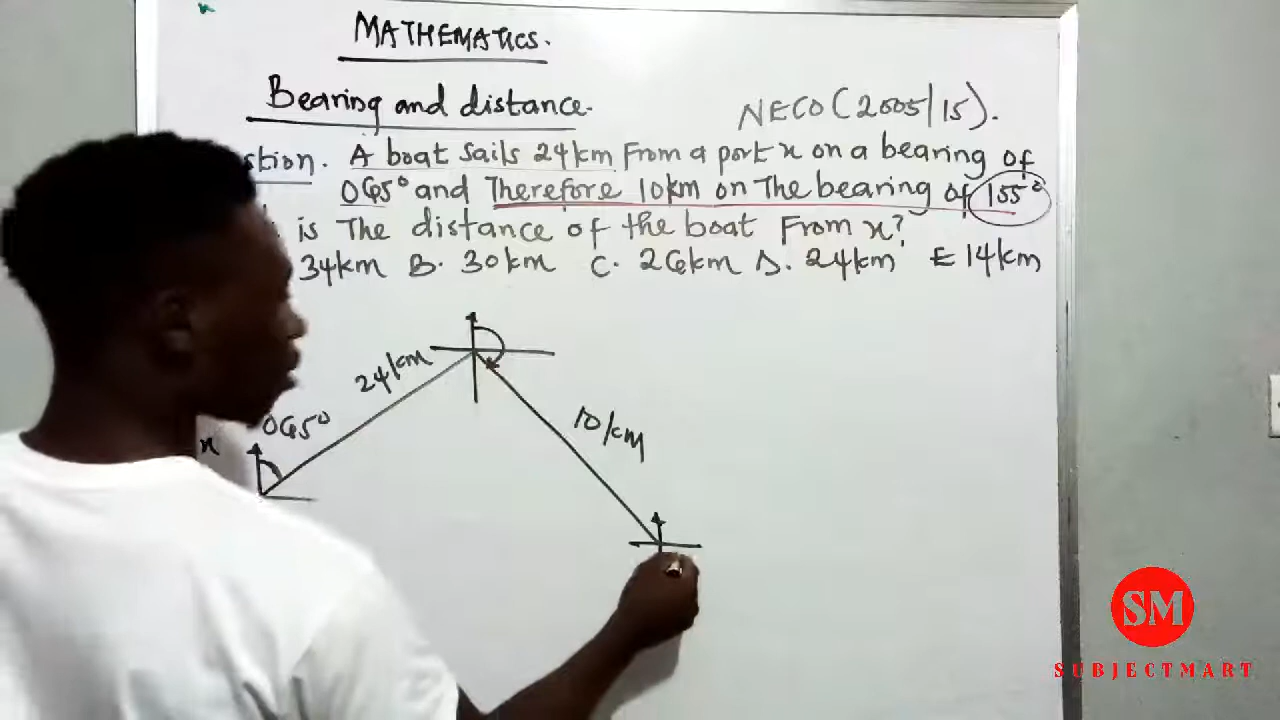 MATHEMATICS.
Bearing and distance.
NECO (2005/15).
stion. A boat sails 24km From a port x on a bearing of
065° and Therefore 10km on The bearing of 155°
is The distance of the boat From x?
34km B. 30km C. 26km D. 24km E 14km
24km
10km
065°
x
SM
SUBJECTMART